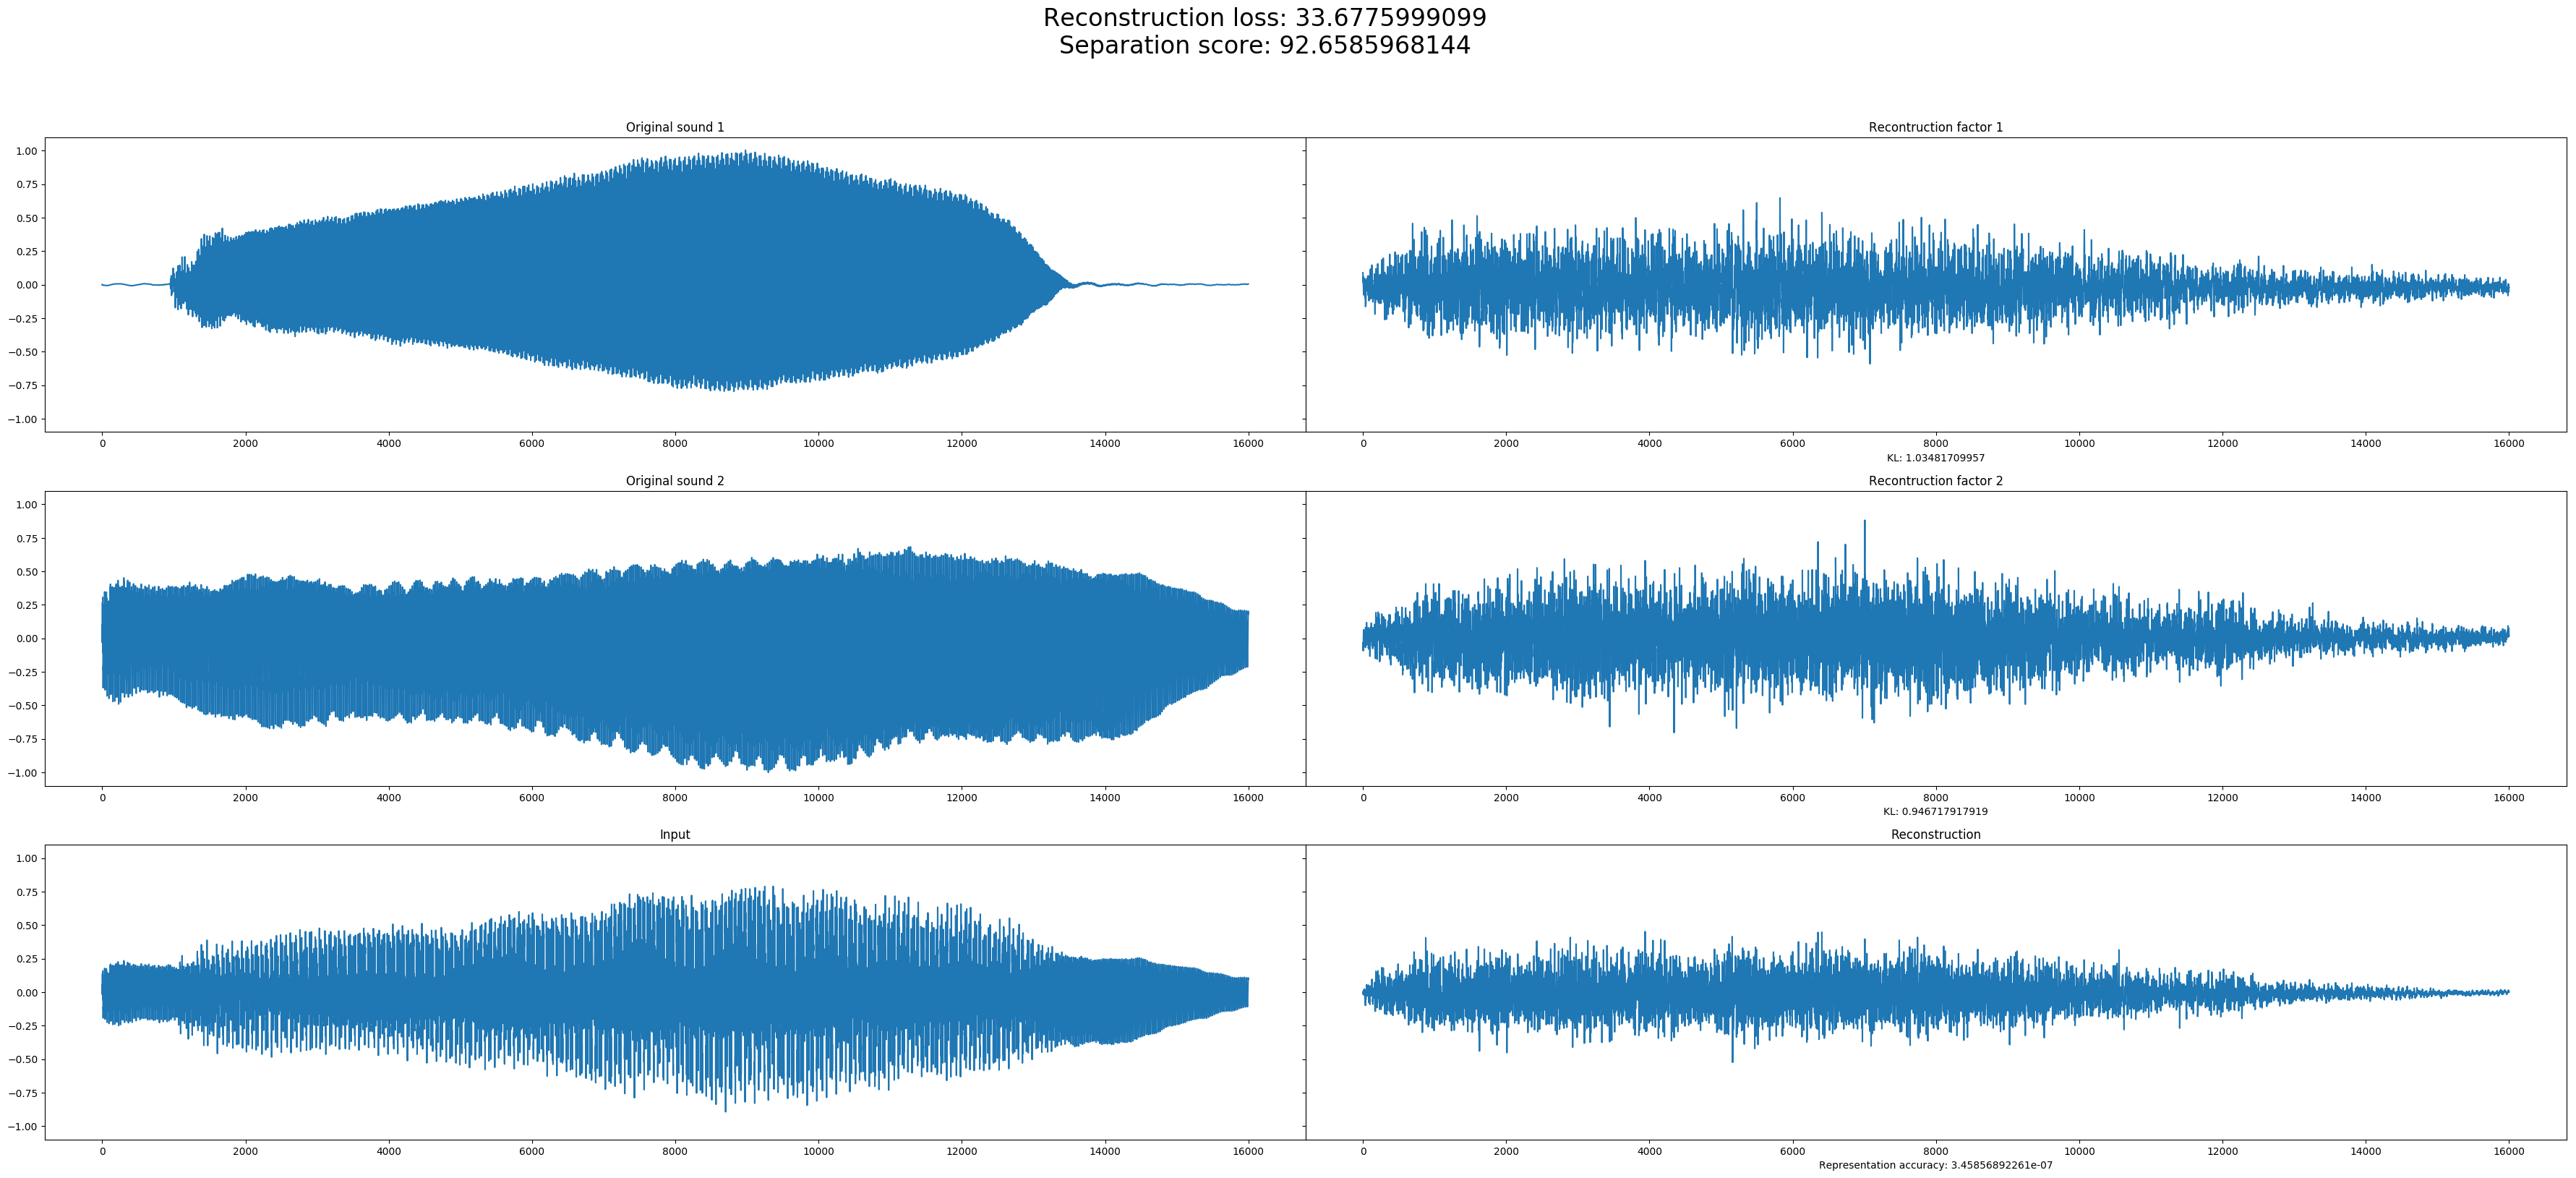 Reconstruction loss: 33.6775999099
Separation score: 92.6585968144
Original sound 1
1.00
0.75
0.50
0.25
0.00
−0.25
−0.50
−0.75
−1.00
0 2000 4000 6000 8000 10000 12000 14000 16000
Recontruction factor 1
0 2000 4000 6000 8000 10000 12000 14000 16000
KL: 1.03481709957
Original sound 2
1.00
0.75
0.50
0.25
0.00
−0.25
−0.50
−0.75
−1.00
0 2000 4000 6000 8000 10000 12000 14000 16000
Recontruction factor 2
0 2000 4000 6000 8000 10000 12000 14000 16000
KL: 0.946717917919
Input
1.00
0.75
0.50
0.25
0.00
−0.25
−0.50
−0.75
−1.00
0 2000 4000 6000 8000 10000 12000 14000 16000
Reconstruction
0 2000 4000 6000 8000 10000 12000 14000 16000
Representation accuracy: 3.45856892261e-07